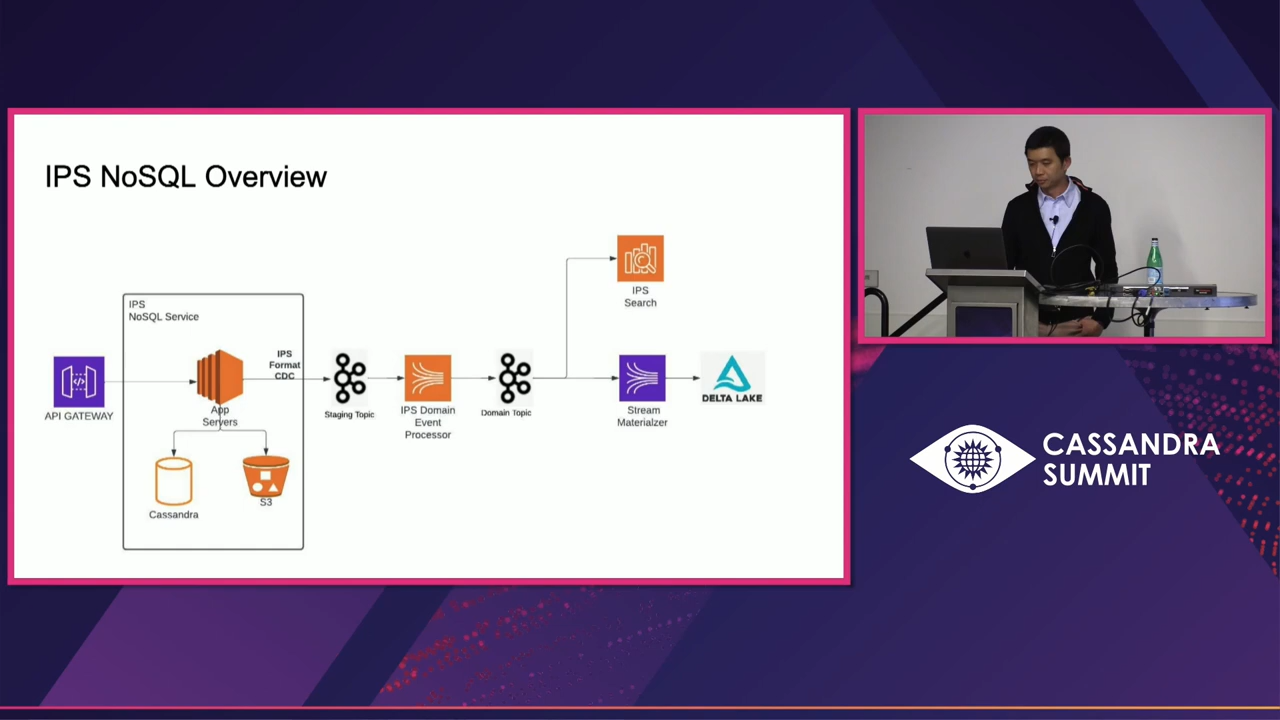 IPS NoSQL Overview
IPS
Search
IPS
NoSQL Service
IPS
Format
CDC
API GATEWAY
App
Servers
Staging Topic
IPS Domain
Event
Processor
Domain Topic
Stream
Materialzer
DELTA LAKE
Cassandra
S3
CASSANDRA
SUMMIT